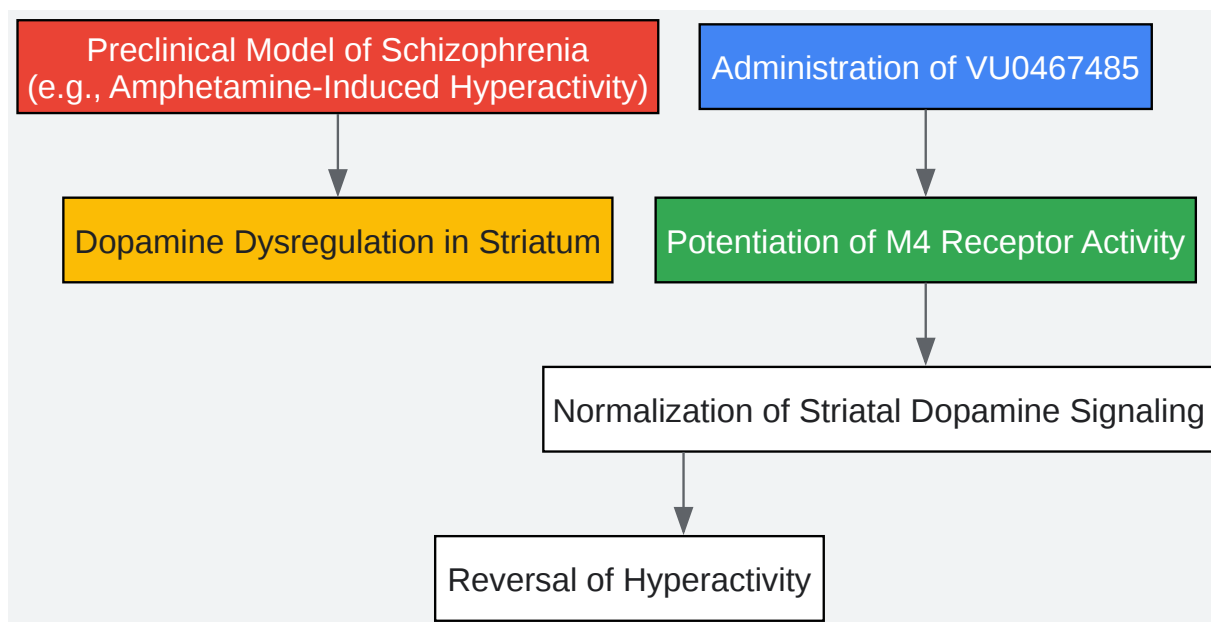 Preclinical Model of Schizophrenia
(e.g., Amphetamine-Induced Hyperactivity)
Administration of VU0467485
Dopamine Dysregulation in Striatum
Potentiation of M4 Receptor Activity
Normalization of Striatal Dopamine Signaling
Reversal of Hyperactivity